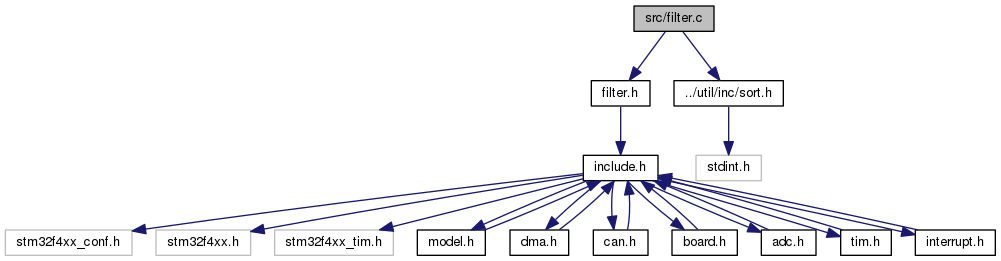 src/filter.c
filter.h
../util/inc/sort.h
include.h
stdint.h
stm32f4xx_conf.h
stm32f4xx.h
stm32f4xx_tim.h
model.h
dma.h
can.h
board.h
adc.h
tim.h
interrupt.h